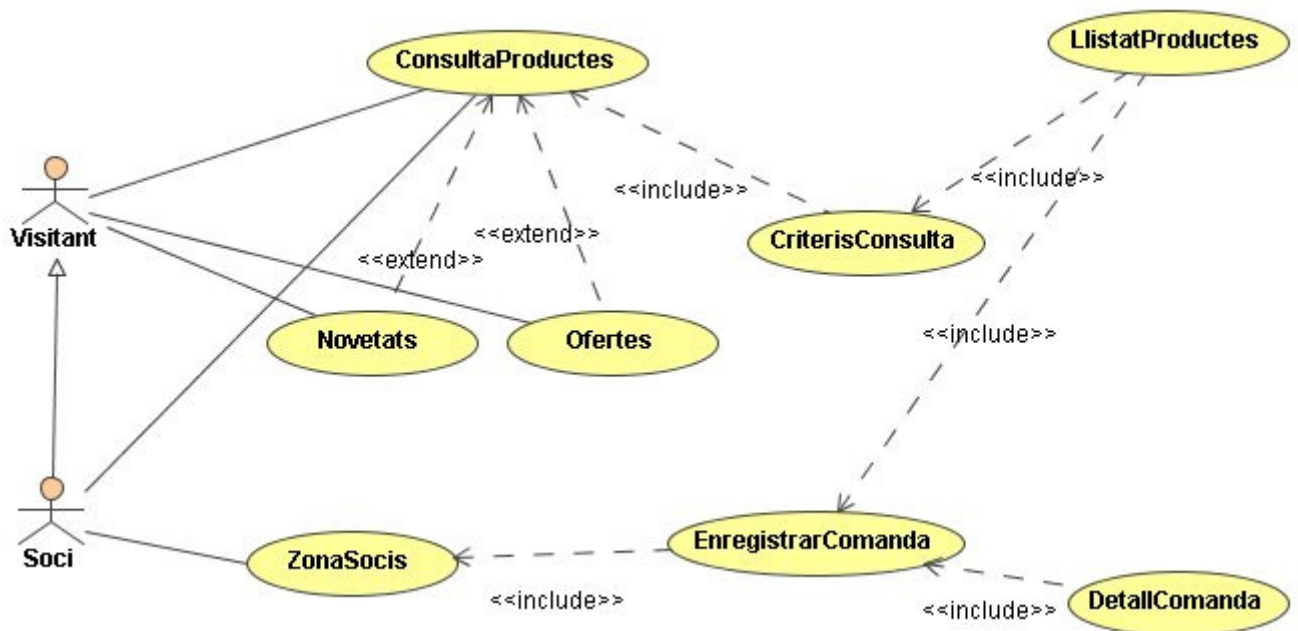 ConsultaProductes
LlistatProductes
<<include>>
<<include>>
Visitant
<<extend>>
CriterisConsulta
<<extend>>
<<include>>
Novetats
Ofertes
Soci
ZonaSocis
EnregistrarComanda
<<include>>
<<include>>
DetallComanda